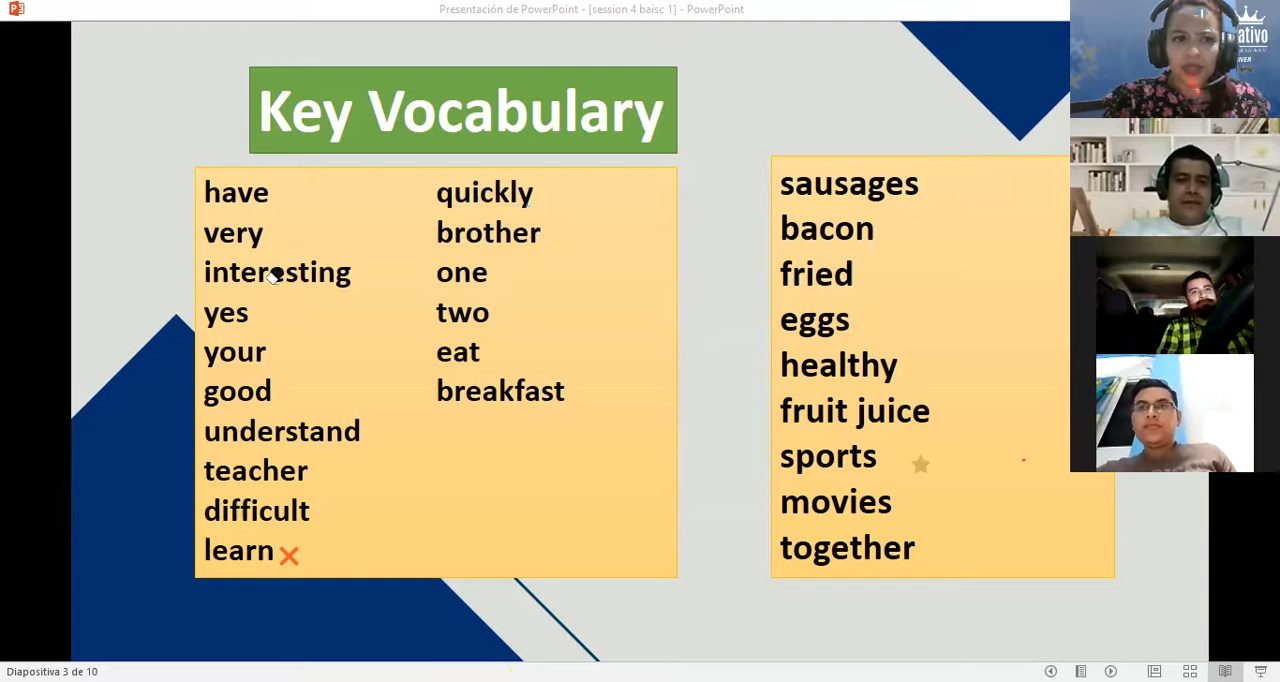 Presentación de PowerPoint - [session 4 baisc 1] - PowerPoint
Key Vocabulary
have
very
interesting
yes
your
good
understand
teacher
difficult
learn
quickly
brother
one
two
eat
breakfast
sausages
bacon
fried
eggs
healthy
fruit juice
sports
movies
together
Diapositiva 3 de 10